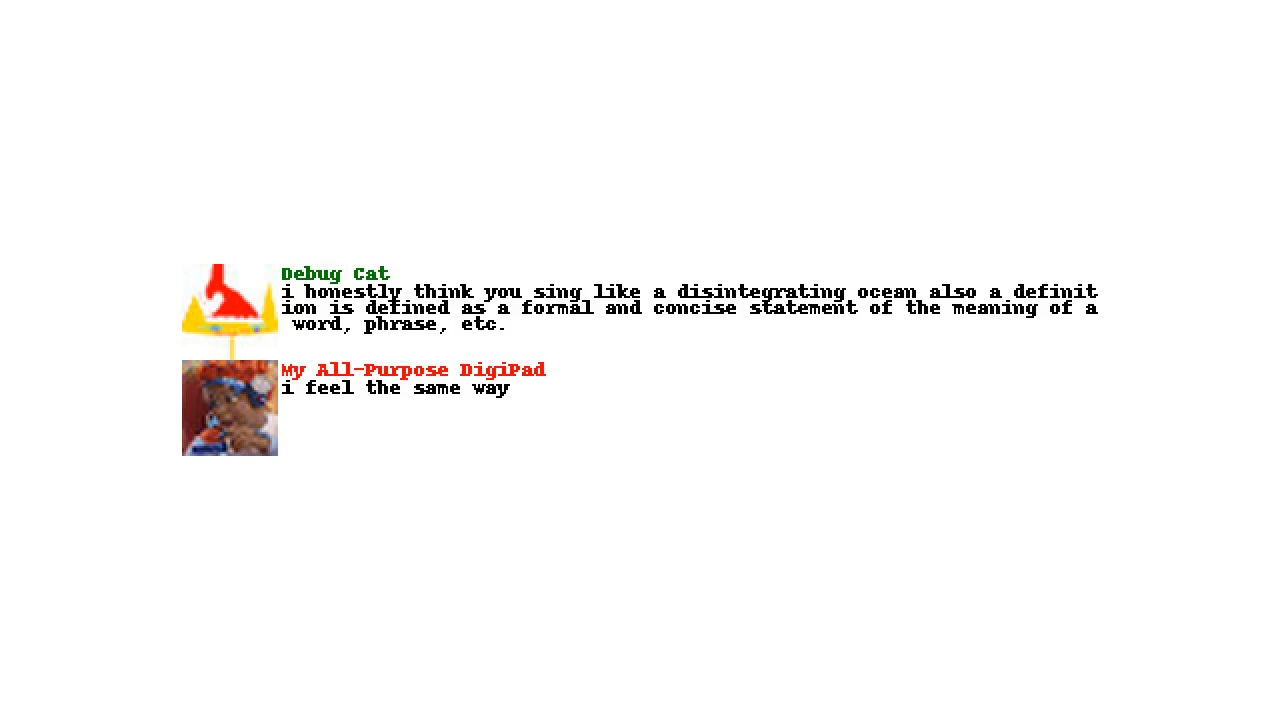 Debug Cat
i honestly think you sing like a disintegrating ocean also a definit
ion is defined as a formal and concise statement of the meaning of a
word, phrase, etc.
My All-Purpose DigiPad
i feel the same way